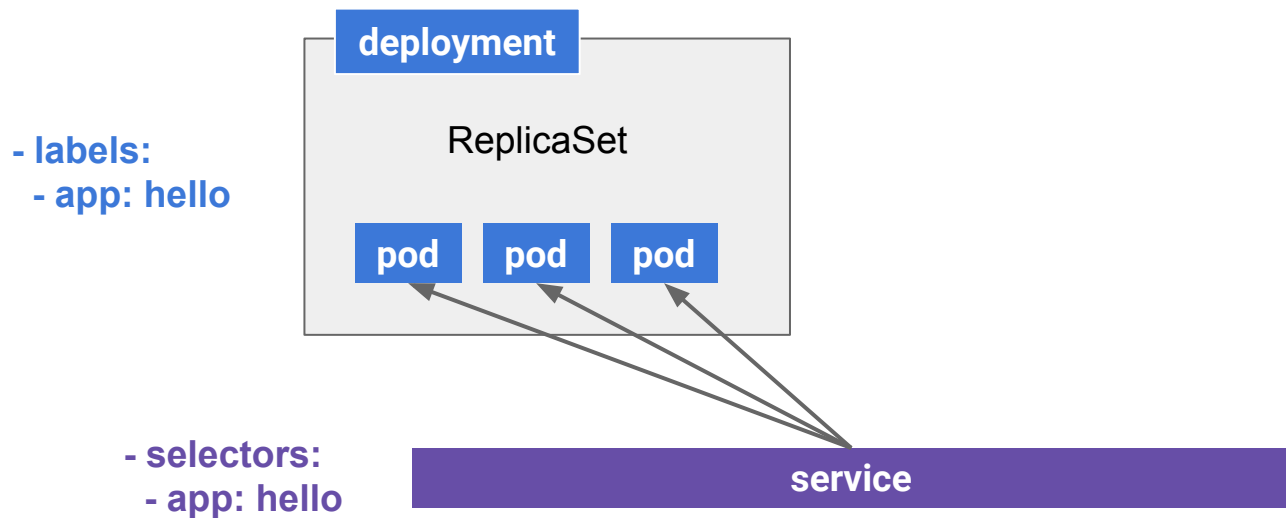 deployment
ReplicaSet
- labels:
- app: hello
pod pod pod
- selectors:
- app: hello
service